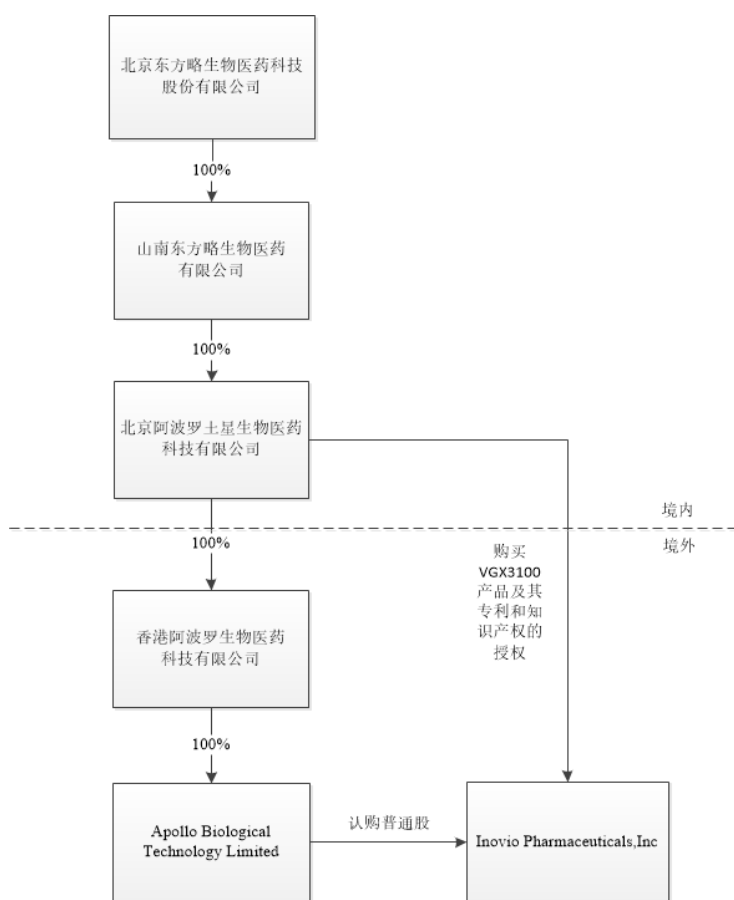 北京东方略生物医药科技
股份有限公司
100%
山南东方略生物医药
有限公司
100%
北京阿波罗土星生物医药
科技有限公司
境内
境外
100%
购买
VGX3100
产品及其
专利和知
识产权的
授权
香港阿波罗生物医药
科技有限公司
100%
Apollo Biological
Technology Limited
认购普通股
Inovio Pharmaceuticals,Inc